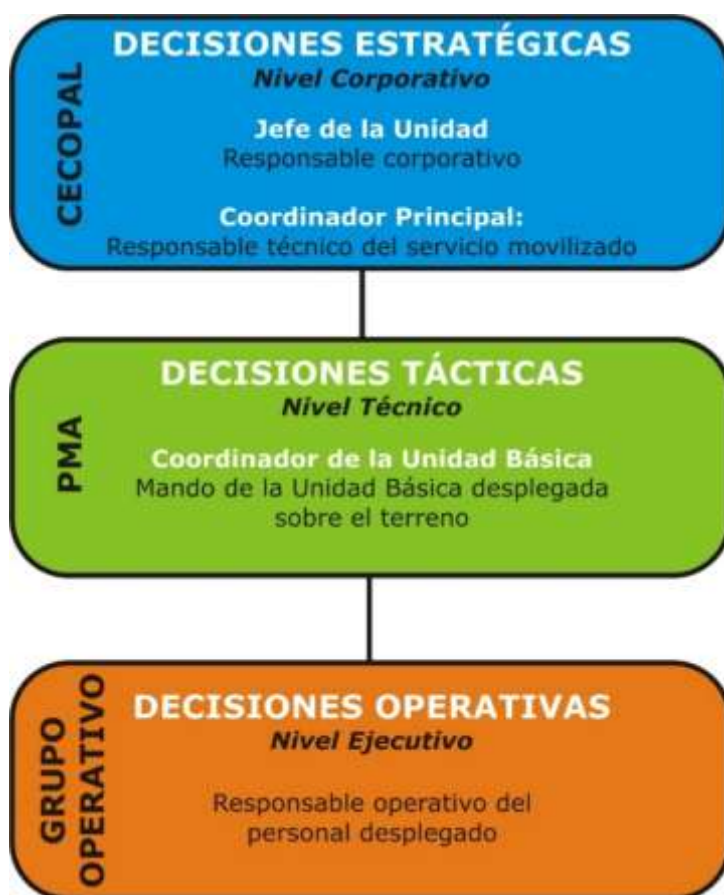 CECOPAL
DECISIONES ESTRATÉGICAS
Nivel Corporativo
Jefe de la Unidad
Responsable corporativo
Coordinador Principal:
Responsable técnico del servicio movilizado
PMA
DECISIONES TÁCTICAS
Nivel Técnico
Coordinador de la Unidad Básica
Mando de la Unidad Básica desplegada
sobre el terreno
GRUPO
OPERATIVO
DECISIONES OPERATIVAS
Nivel Ejecutivo
Responsable operativo del
personal desplegado